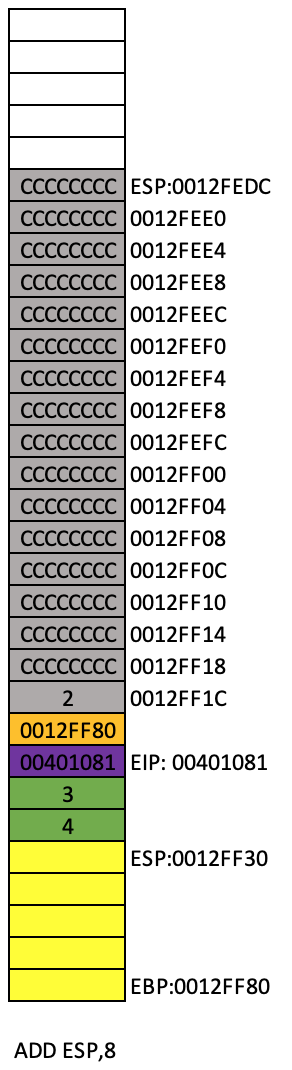 CCCCCCCC ESP:0012FEDC
CCCCCCCC 0012FEE0
CCCCCCCC 0012FEE4
CCCCCCCC 0012FEE8
CCCCCCCC 0012FEEC
CCCCCCCC 0012FEF0
CCCCCCCC 0012FEF4
CCCCCCCC 0012FEF8
CCCCCCCC 0012FEFC
CCCCCCCC 0012FF00
CCCCCCCC 0012FF04
CCCCCCCC 0012FF08
CCCCCCCC 0012FF0C
CCCCCCCC 0012FF10
CCCCCCCC 0012FF14
CCCCCCCC 0012FF18
2 0012FF1C
0012FF80
00401081 EIP: 00401081
3
4
ESP:0012FF30
EBP:0012FF80
ADD ESP,8